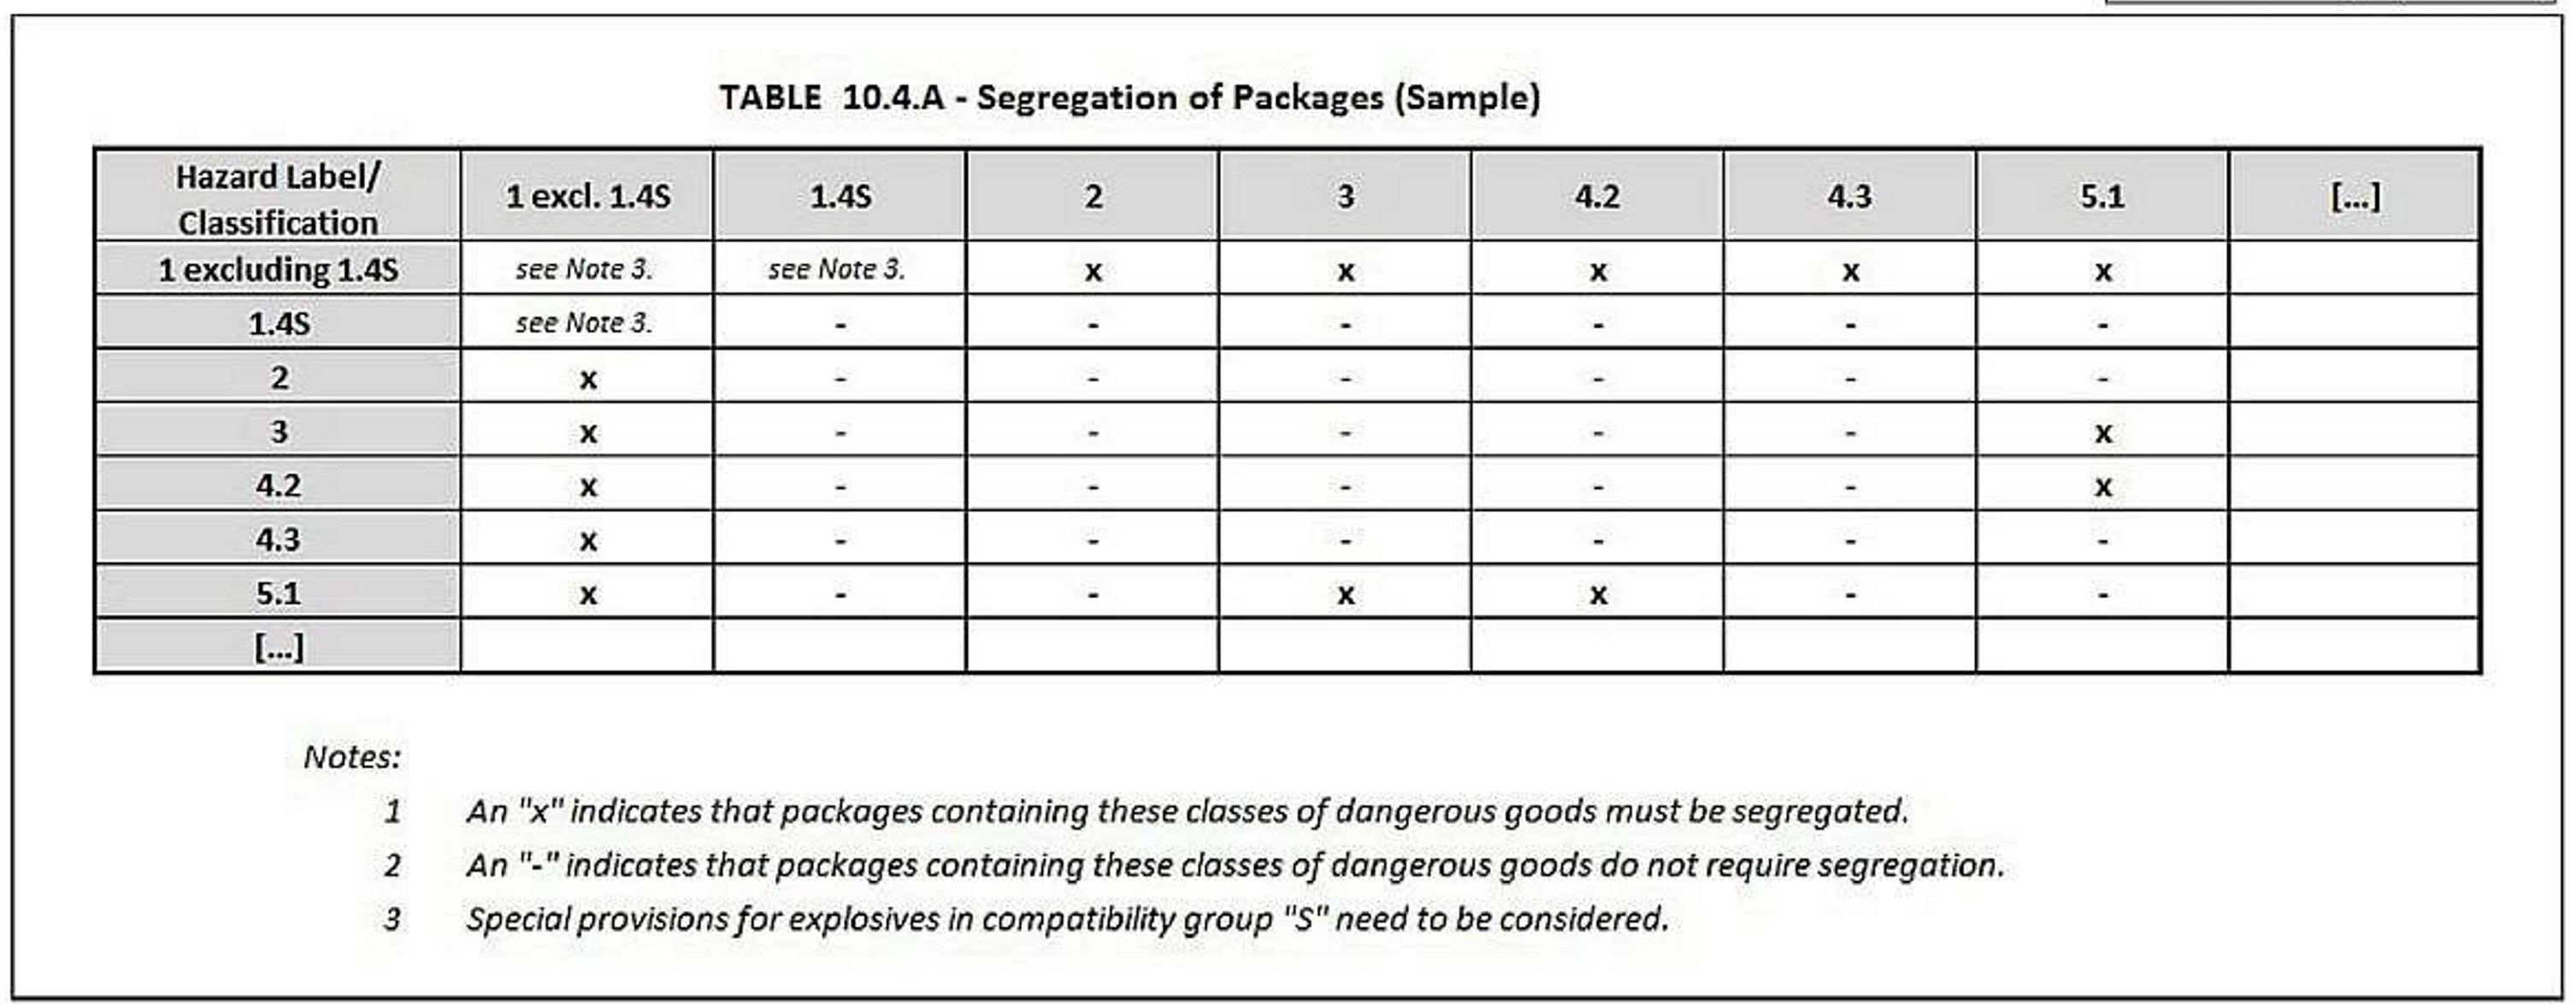 TABLE 10.4.A - Segregation of Packages (Sample)
Hazard Label/ Classification 1 excl. 1.4S 1.4S 2 3 4.2 4.3 5.1 [...]
1 excluding 1.4S see Note 3. see Note 3. x x x x x
1.4S see Note 3. - - - - - -
2 x - - - - - -
3 x - - - - - x
4.2 x - - - - - x
4.3 x - - - - - -
5.1 x - - x x - -
[...]
Notes:
1 An "x" indicates that packages containing these classes of dangerous goods must be segregated.
2 An "-" indicates that packages containing these classes of dangerous goods do not require segregation.
3 Special provisions for explosives in compatibility group "S" need to be considered.